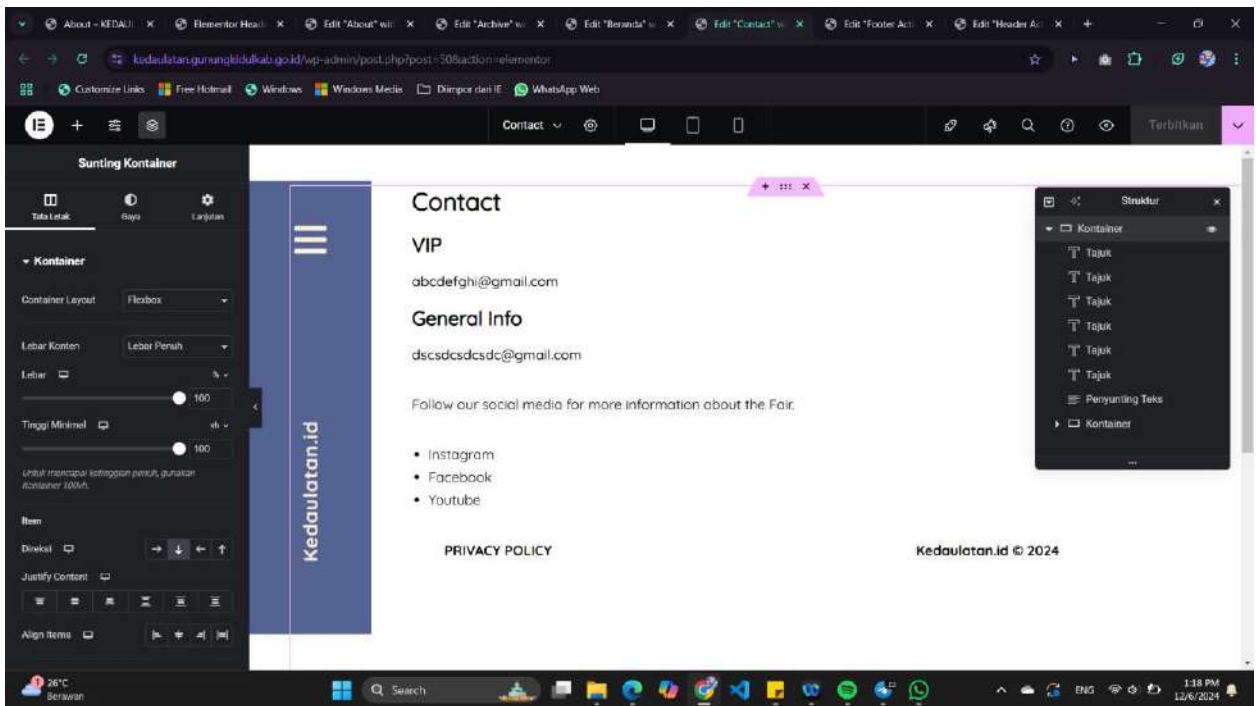 About – KEDAUL
Elementor Head
Edit "About" wit
Edit "Archive" w
Edit "Beranda" w
Edit "Contact" w
Edit "Footer Acti
Edit "Header Ac
kedaulatan.gunungkidulkab.go.id/wp-admin/post.php?post=50&action=elementor
Customize Links
Free Hotmail
Windows
Windows Media
Diimpor dari IE
WhatsApp Web
Contact
Terbitkan
Sunting Kontainer
Tata Letak
Gaya
Lanjutan
Kontainer
Container Layout
Flexbox
Lebar Konten
Lebar Penuh
Lebar
%
100
Tinggi Minimal
vh
100
Untuk mencapai ketinggian penuh, gunakan
Kontainer 100vh.
Item
Direksi
Justify Content
Align Items
Kedaulatan.id
Contact
VIP
abcdefghi@gmail.com
General Info
dscsdcsdcsdc@gmail.com
Follow our social media for more information about the Fair.
• Instagram
• Facebook
• Youtube
PRIVACY POLICY
Kedaulatan.id © 2024
Struktur
Kontainer
Tajuk
Tajuk
Tajuk
Tajuk
Tajuk
Tajuk
Penyunting Teks
Kontainer
26°C
Berawan
Search
ENG
1:18 PM
12/6/2024